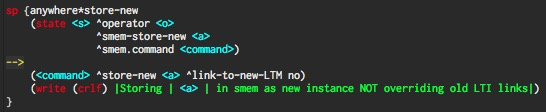 sp {anywhere*store-new
(state <s> ^operator <o>
^smem-store-new <a>
^smem.command <command>)
-->
(<command> ^store-new <a> ^link-to-new-LTM no)
(write (crlf) |Storing | <a> | in smem as new instance NOT overriding old LTI links|)
}